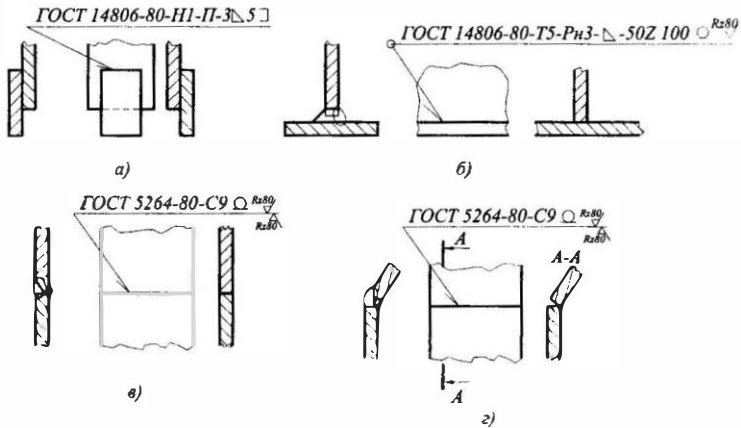 ГОСТ 14806-80-Н1-П-3◺5⊐
ГОСТ 14806-80-Т5-Рн3-◺-50Z 100 ○ Rz80
а)
б)
ГОСТ 5264-80-С9 Ω Rz80
Rz80
ГОСТ 5264-80-С9 Ω Rz80
Rz80
А
А-А
А
в)
г)